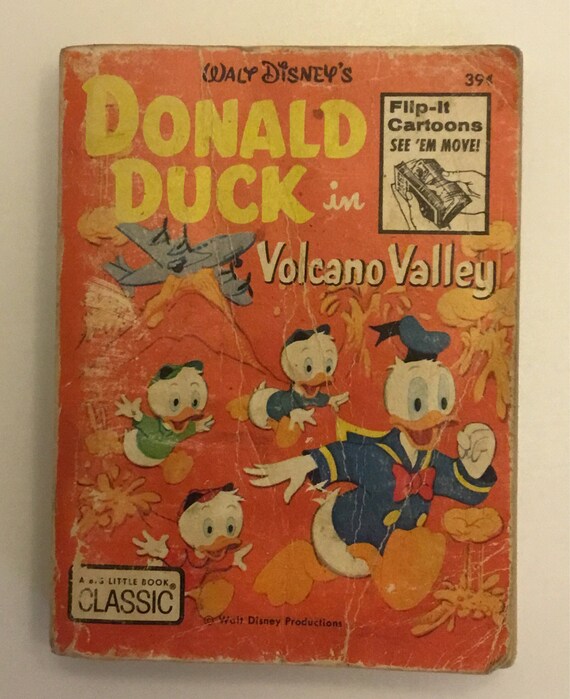 WALT DISNEY'S
39¢
DONALD
DUCK in
Volcano Valley
Flip-It
Cartoons
SEE 'EM MOVE!
A BIG LITTLE BOOK®
CLASSIC
© Walt Disney Productions